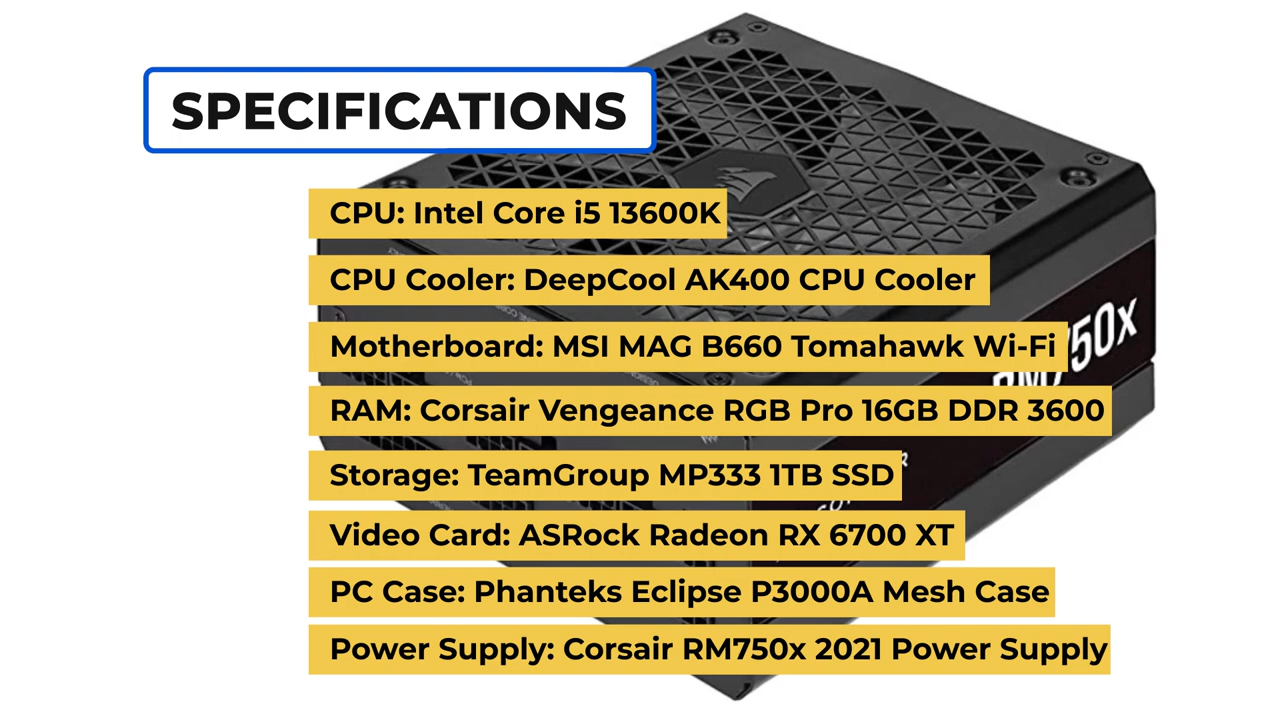 SPECIFICATIONS
CPU: Intel Core i5 13600K
CPU Cooler: DeepCool AK400 CPU Cooler
Motherboard: MSI MAG B660 Tomahawk Wi-Fi
RAM: Corsair Vengeance RGB Pro 16GB DDR 3600
Storage: TeamGroup MP333 1TB SSD
Video Card: ASRock Radeon RX 6700 XT
PC Case: Phanteks Eclipse P3000A Mesh Case
Power Supply: Corsair RM750x 2021 Power Supply